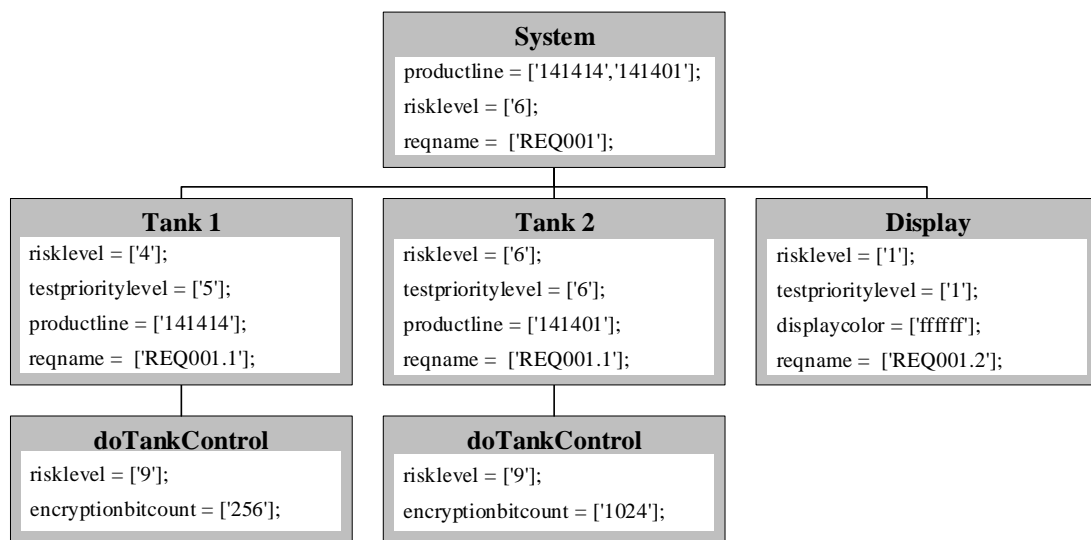 System
productline = ['141414','141401'];
risklevel = ['6];
reqname =  ['REQ001'];
Tank 1
risklevel = ['4'];
testprioritylevel = ['5'];
productline = ['141414'];
reqname =  ['REQ001.1'];
Tank 2
risklevel = ['6'];
testprioritylevel = ['6'];
productline = ['141401'];
reqname =  ['REQ001.1'];
Display
risklevel = ['1'];
testprioritylevel = ['1'];
displaycolor = ['ffffff'];
reqname =  ['REQ001.2'];
doTankControl
risklevel = ['9'];
encryptionbitcount = ['256'];
doTankControl
risklevel = ['9'];
encryptionbitcount = ['1024'];